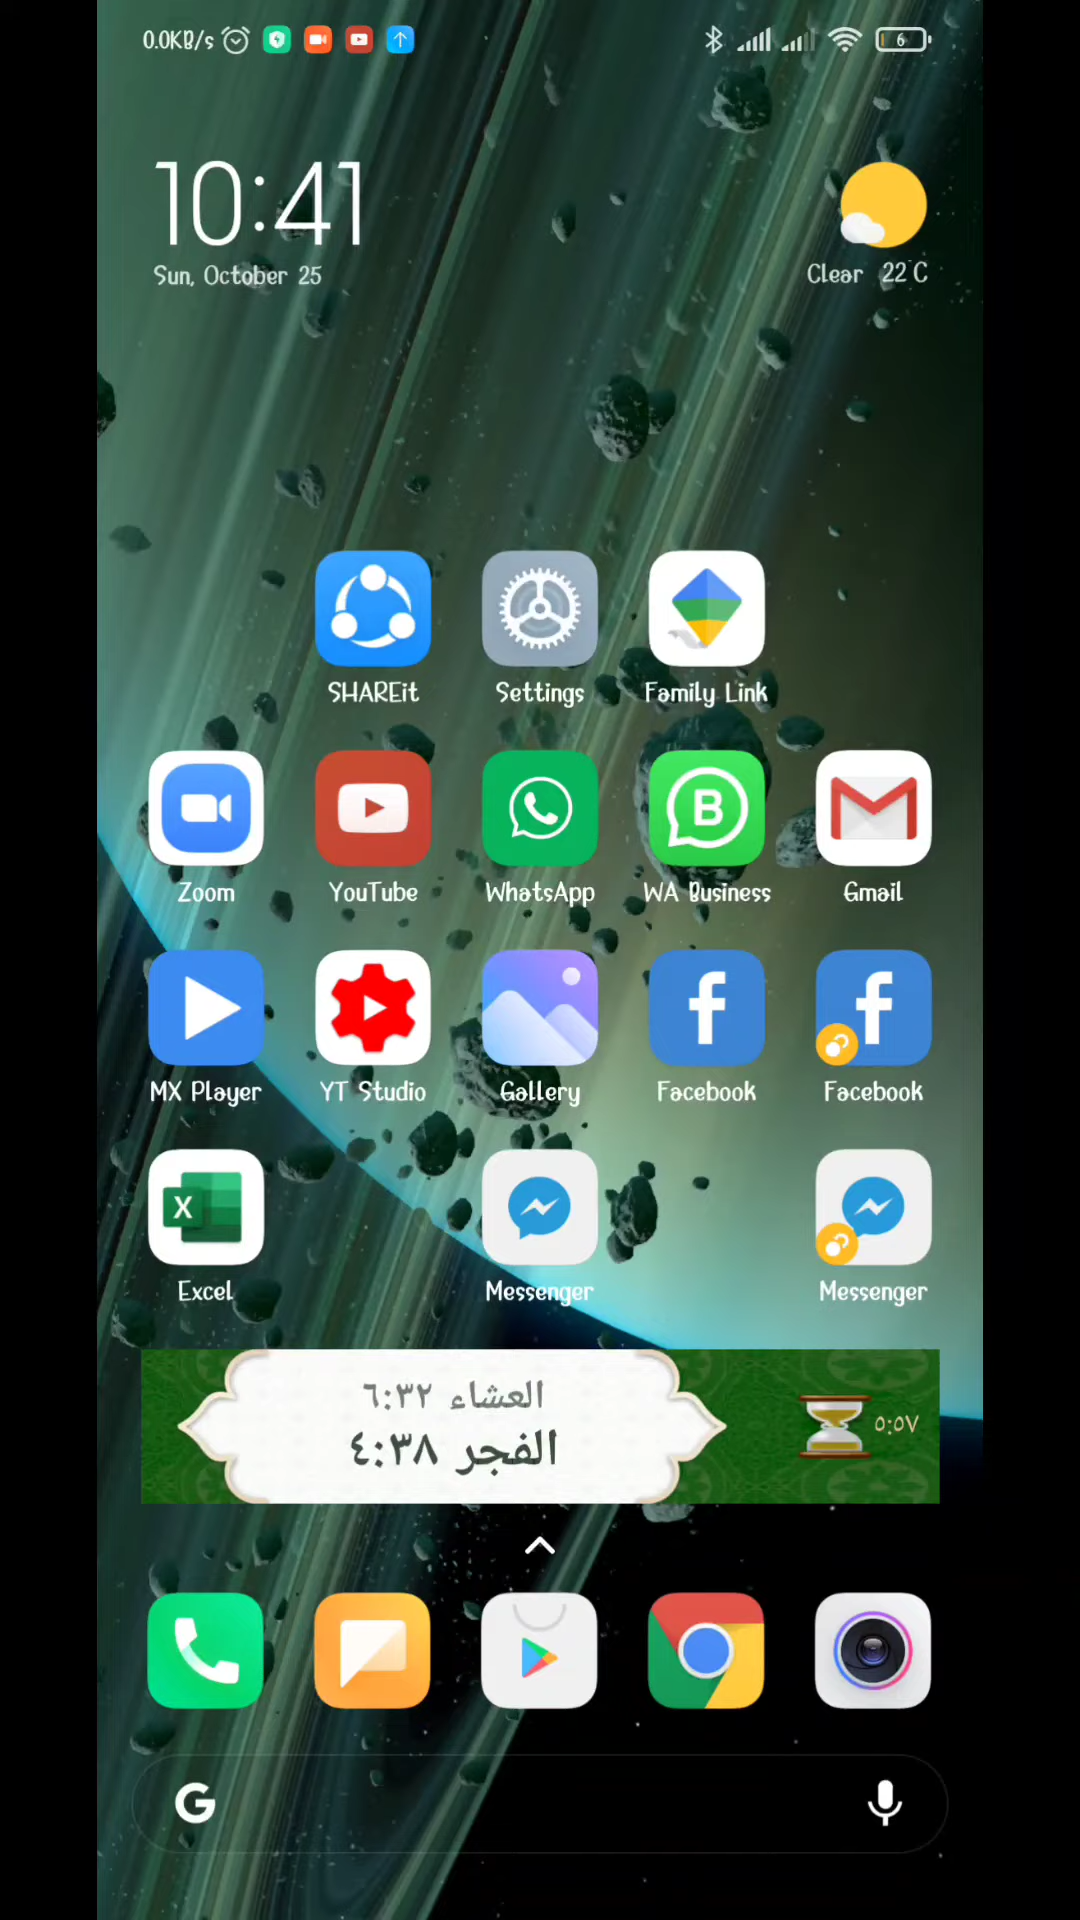 0.0KB/s
6
10:41
Sun, October 25
Clear 22°C
SHAREit
Settings
Family Link
Zoom
YouTube
WhatsApp
B
WA Business
Gmail
MX Player
YT Studio
Gallery
f
Facebook
f
Facebook
X
Excel
Messenger
Messenger
العشاء ٦:٣٢
الفجر ٤:٣٨
٥:٥٧
G